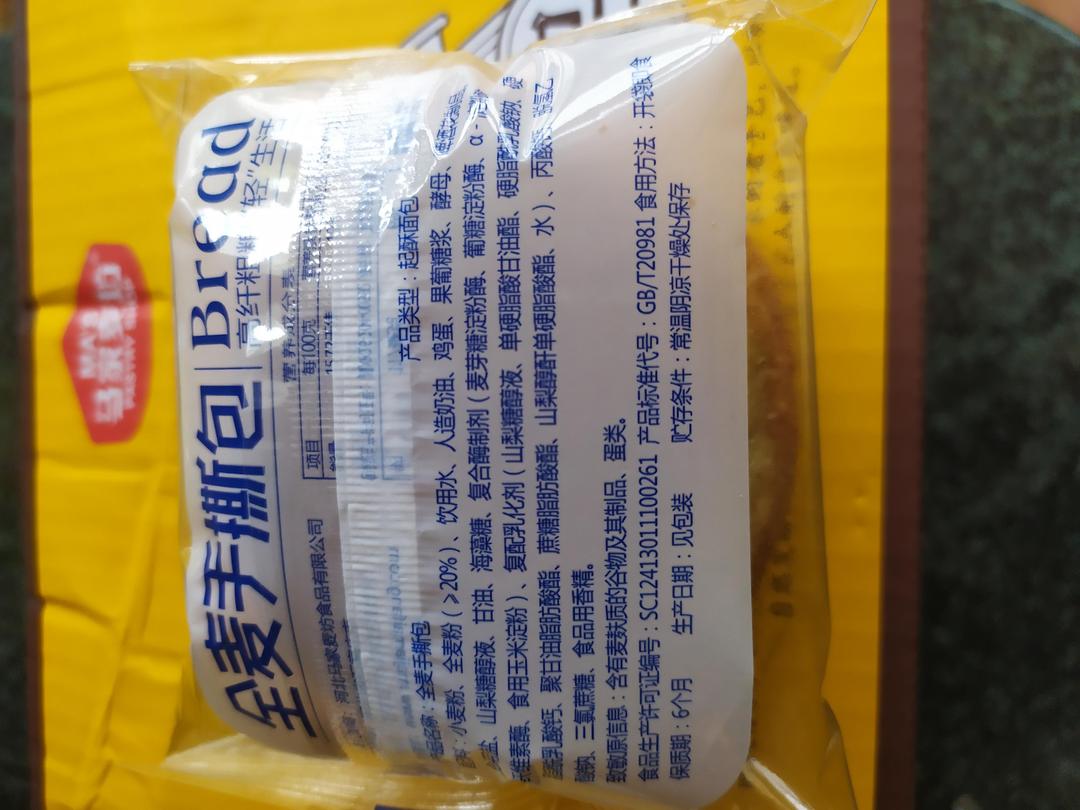 马家麦坊
全麦手撕包 Bread
高纤粗粮 “轻”生活
营养成分表
项目 每100克
河北马家麦坊食品有限公司
产品名称：全麦手撕包 产品类型：起酥面包
小麦粉、全麦粉（>20%）、饮用水、人造奶油、鸡蛋、果葡糖浆、酵母、
盐、山梨糖醇液、甘油、海藻糖、复合酶制剂（麦芽糖淀粉酶、葡糖淀粉酶、α-
纤维素酶、食用玉米淀粉）、复配乳化剂（山梨糖醇液、单硬脂酸甘油酯、硬脂酰乳酸钠、硬
脂酰乳酸钙、聚甘油脂肪酸酯、蔗糖脂肪酸酯、山梨醇酐单硬脂酸酯、水）、丙酸
酸钠、三氯蔗糖、食品用香精。
致敏原信息：含有麸质的谷物及其制品、蛋类。
食品生产许可证编号：SC12413011100261 产品标准代号：GB/T20981 食用方法：开袋即食
保质期：6个月 生产日期：见包装 贮存条件：常温阴凉干燥处保存